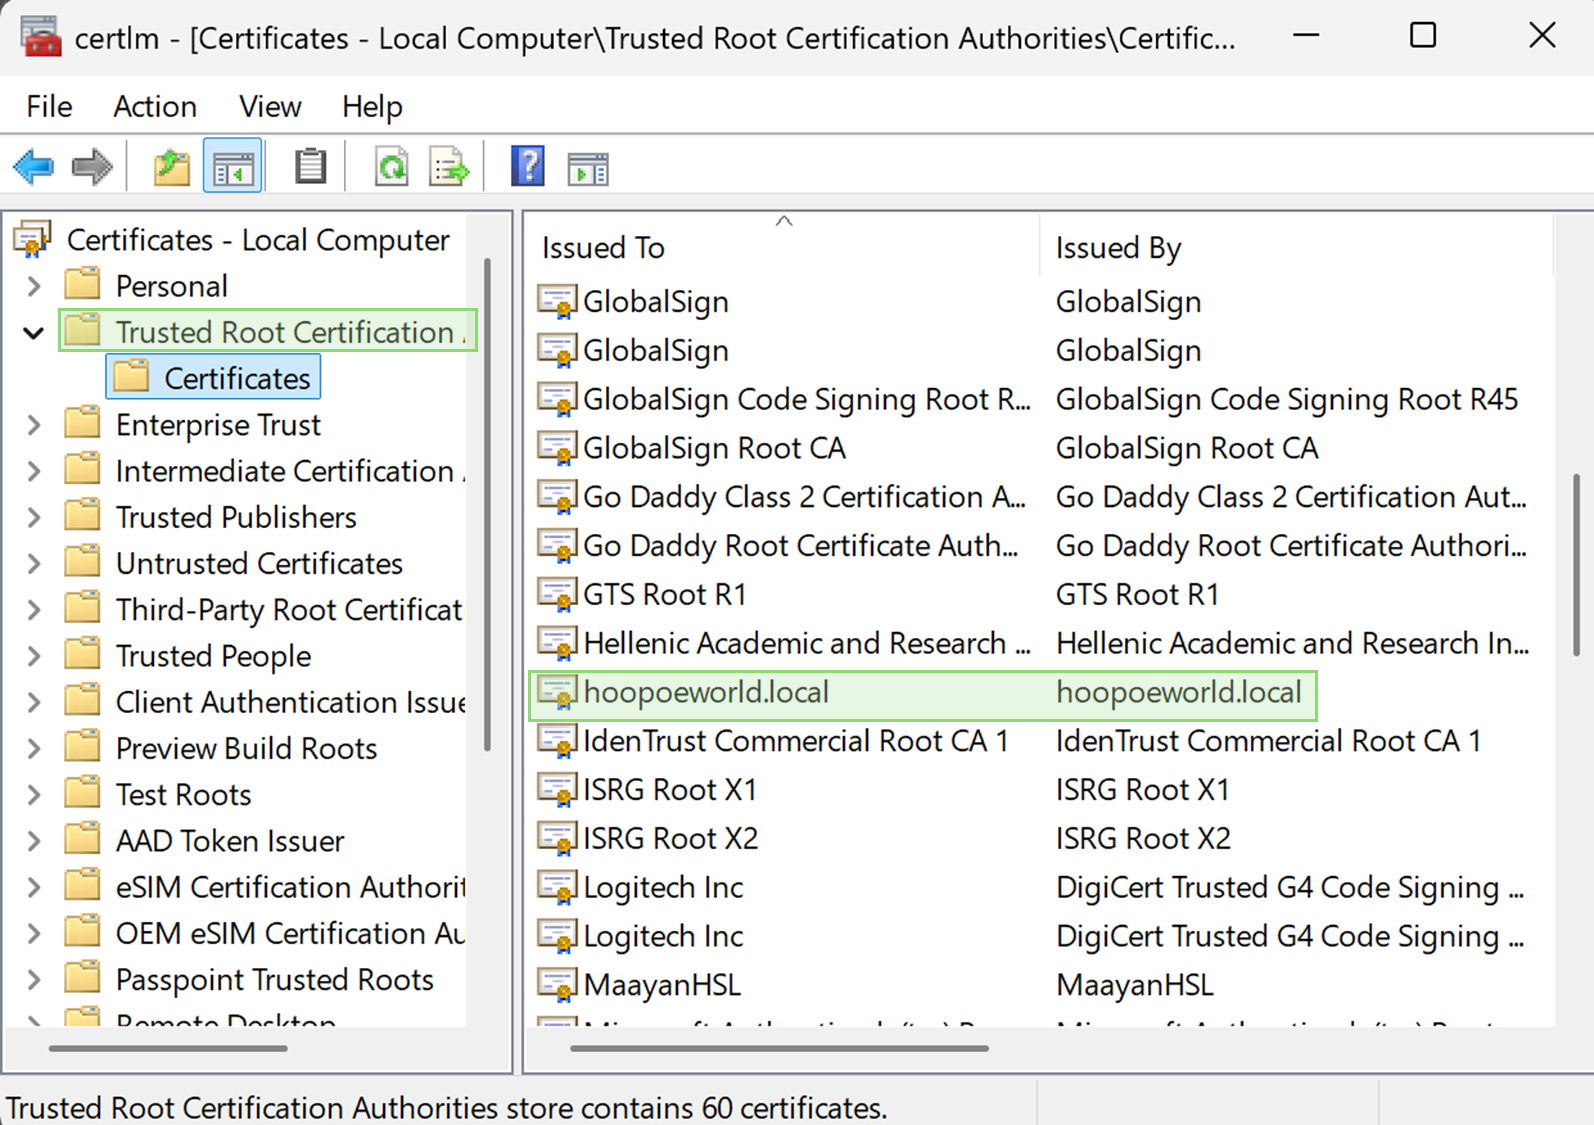 certlm - [Certificates - Local Computer\Trusted Root Certification Authorities\Certific...
File Action View Help
Certificates - Local Computer
Personal
Trusted Root Certification
Certificates
Enterprise Trust
Intermediate Certification
Trusted Publishers
Untrusted Certificates
Third-Party Root Certificat
Trusted People
Client Authentication Issue
Preview Build Roots
Test Roots
AAD Token Issuer
eSIM Certification Authorit
OEM eSIM Certification Au
Passpoint Trusted Roots
Remote Desktop
Issued To Issued By
GlobalSign GlobalSign
GlobalSign GlobalSign
GlobalSign Code Signing Root R... GlobalSign Code Signing Root R45
GlobalSign Root CA GlobalSign Root CA
Go Daddy Class 2 Certification A... Go Daddy Class 2 Certification Aut...
Go Daddy Root Certificate Auth... Go Daddy Root Certificate Authori...
GTS Root R1 GTS Root R1
Hellenic Academic and Research ... Hellenic Academic and Research In...
hoopoeworld.local hoopoeworld.local
IdenTrust Commercial Root CA 1 IdenTrust Commercial Root CA 1
ISRG Root X1 ISRG Root X1
ISRG Root X2 ISRG Root X2
Logitech Inc DigiCert Trusted G4 Code Signing ...
Logitech Inc DigiCert Trusted G4 Code Signing ...
MaayanHSL MaayanHSL
Trusted Root Certification Authorities store contains 60 certificates.